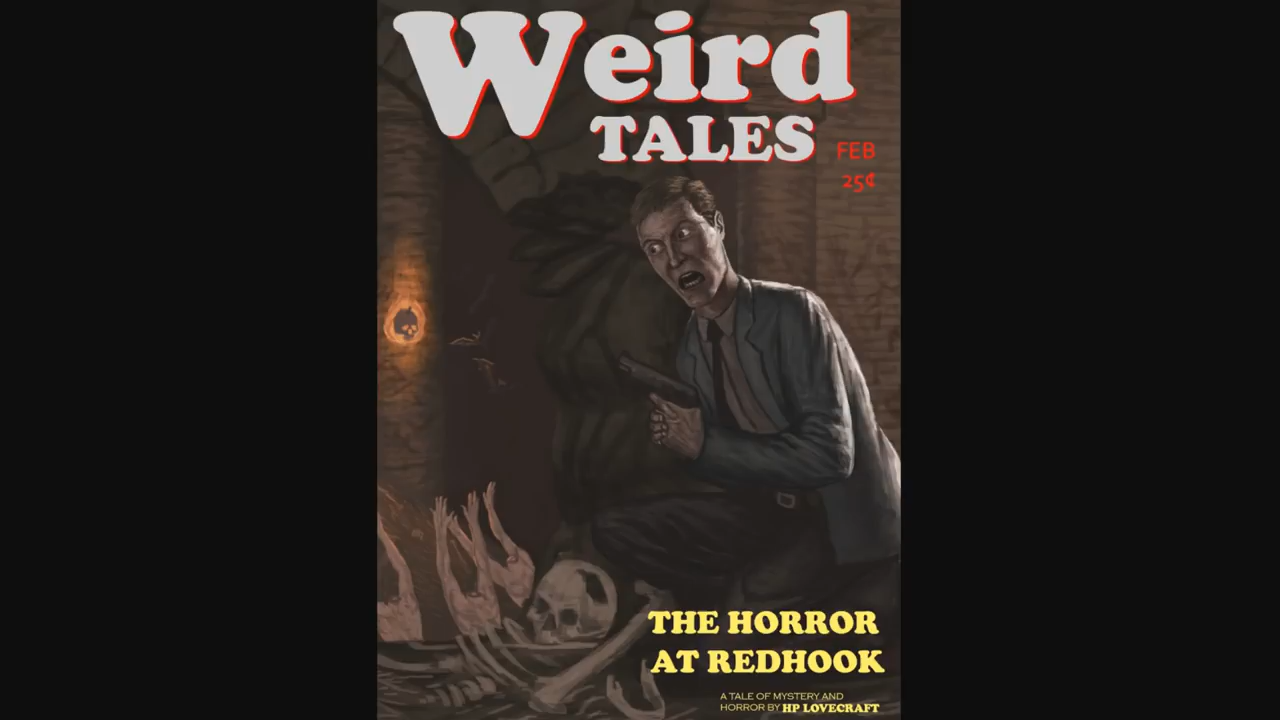 Weird
TALES
FEB
25¢
THE HORROR
AT REDHOOK
A TALE OF MYSTERY AND
HORROR BY HP LOVECRAFT